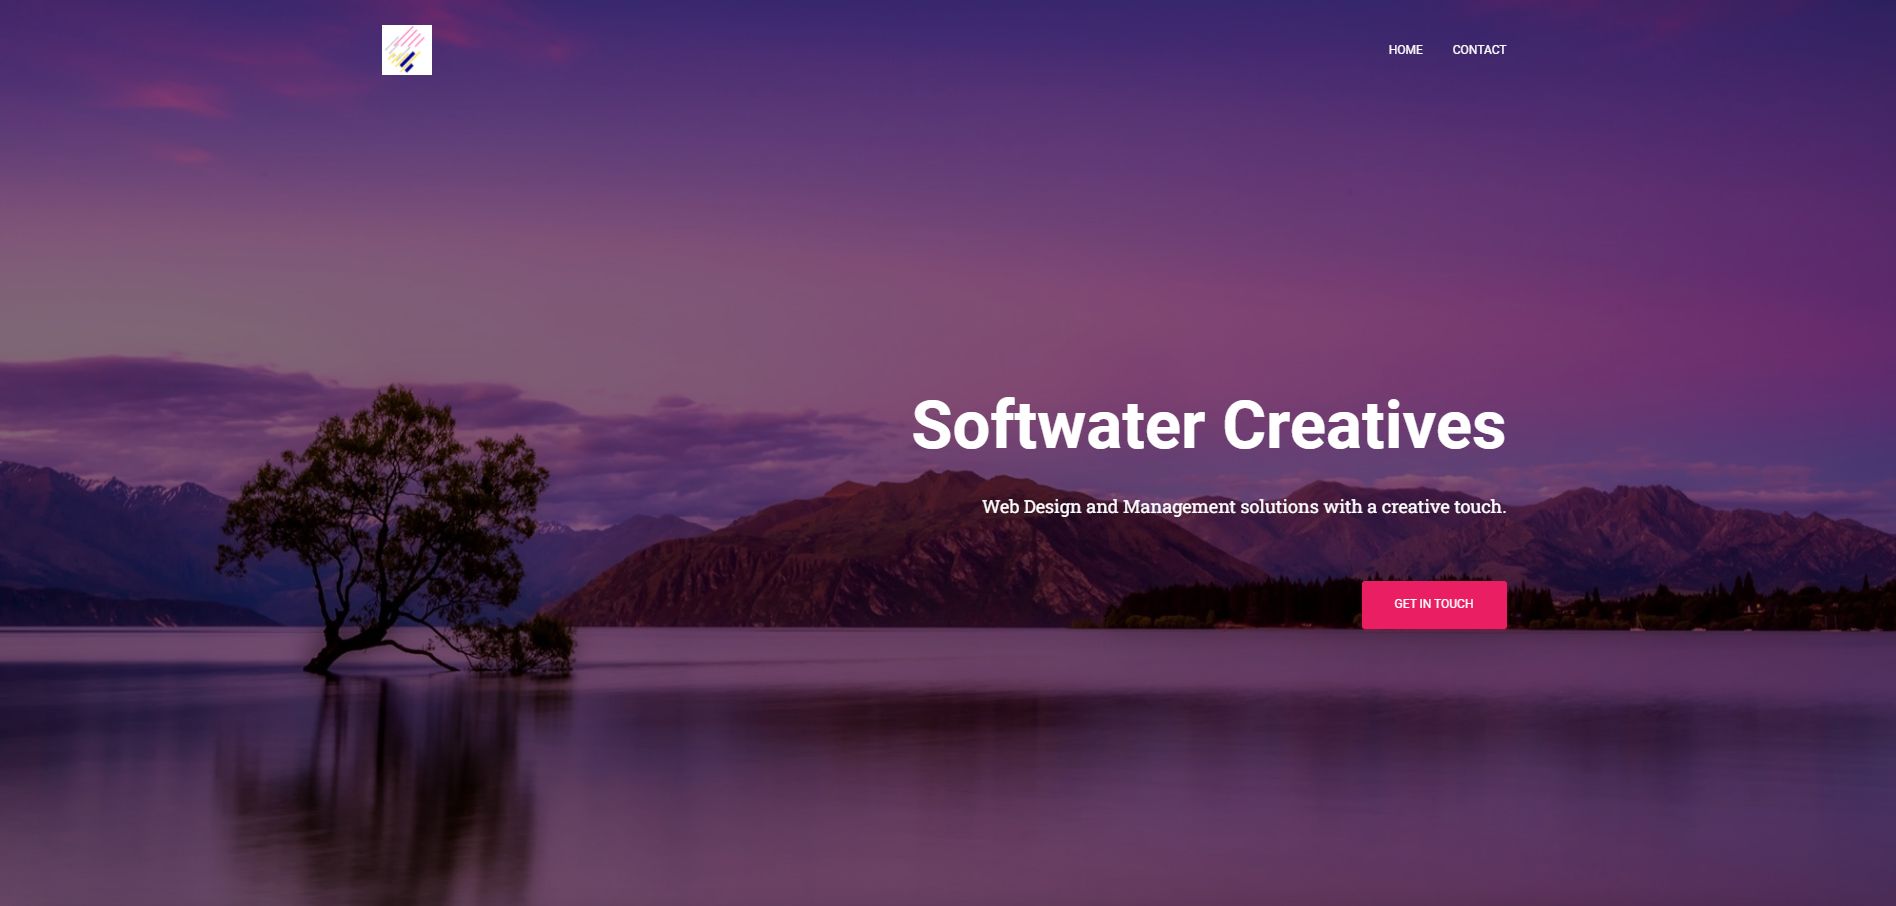 HOME CONTACT
Softwater Creatives
Web Design and Management solutions with a creative touch.
GET IN TOUCH